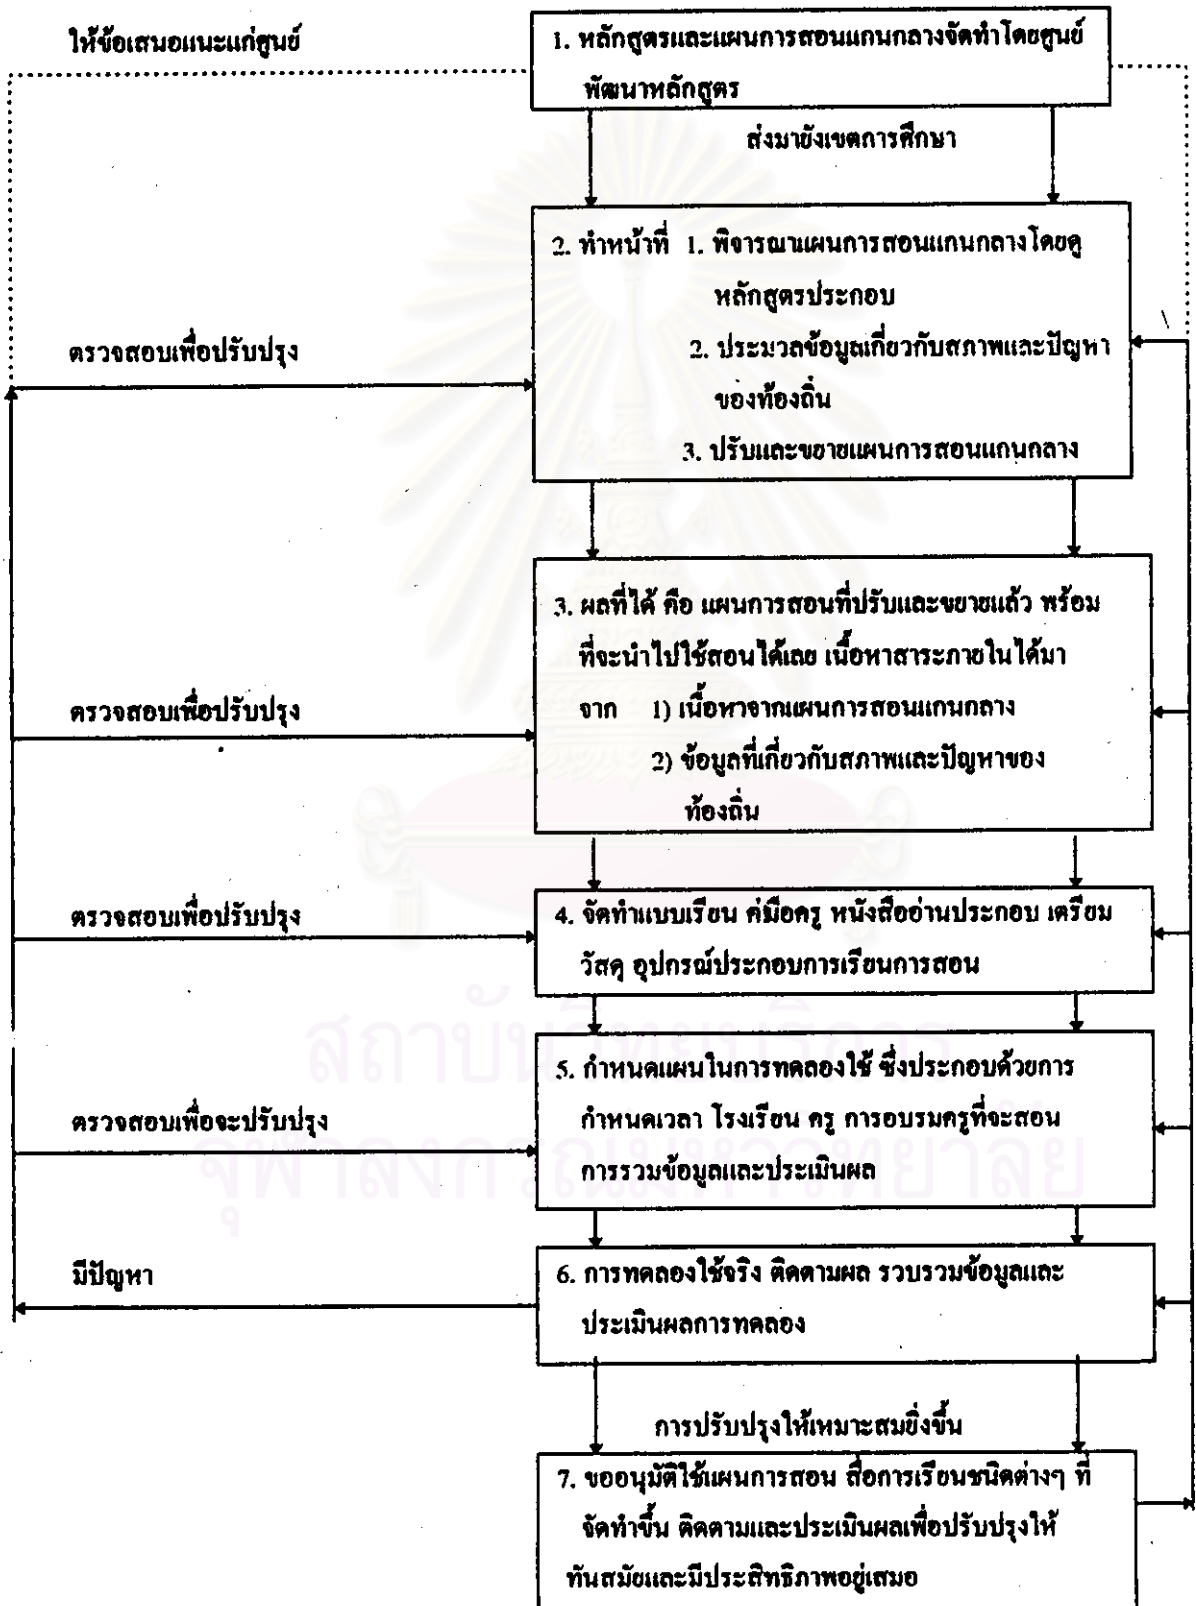 ให้ข้อเสนอแนะแก่ศูนย์
1. หลักสูตรและแผนการสอนแกนกลางจัดทำโดยศูนย์
พัฒนาหลักสูตร
ส่งมายังเขตการศึกษา
2. ทำหน้าที่ 1. พิจารณาแผนการสอนแกนกลางโดยดู
หลักสูตรประกอบ
ตรวจสอบเพื่อปรับปรุง
2. ประมวลข้อมูลเกี่ยวกับสภาพและปัญหา
ของท้องถิ่น
3. ปรับและขยายแผนการสอนแกนกลาง
3. ผลที่ได้ คือ แผนการสอนที่ปรับและขยายแล้ว พร้อม
ที่จะนำไปใช้สอนได้เลย เนื้อหาสาระภายในได้มา
จาก 1) เนื้อหาจากแผนการสอนแกนกลาง
ตรวจสอบเพื่อปรับปรุง
2) ข้อมูลที่เกี่ยวกับสภาพและปัญหาของ
ท้องถิ่น
ตรวจสอบเพื่อปรับปรุง
4. จัดทำแบบเรียน คู่มือครู หนังสืออ่านประกอบ เตรียม
วัสดุ อุปกรณ์ประกอบการเรียนการสอน
สถาบันวิทยบริการ
5. กำหนดแผนในการทดลองใช้ ซึ่งประกอบด้วยการ
ตรวจสอบเพื่อจะปรับปรุง
กำหนดเวลา โรงเรียน ครู การอบรมครูที่จะสอน
การรวมข้อมูลและประเมินผล
จุฬาลงกรณ์มหาวิทยาลัย
มีปัญหา
6. การทดลองใช้จริง ติดตามผล รวบรวมข้อมูลและ
ประเมินผลการทดลอง
การปรับปรุงให้เหมาะสมยิ่งขึ้น
7. ขออนุมัติใช้แผนการสอน สื่อการเรียนชนิดต่างๆ ที่
จัดทำขึ้น ติดตามและประเมินผลเพื่อปรับปรุงให้
ทันสมัยและมีประสิทธิภาพอยู่เสมอ